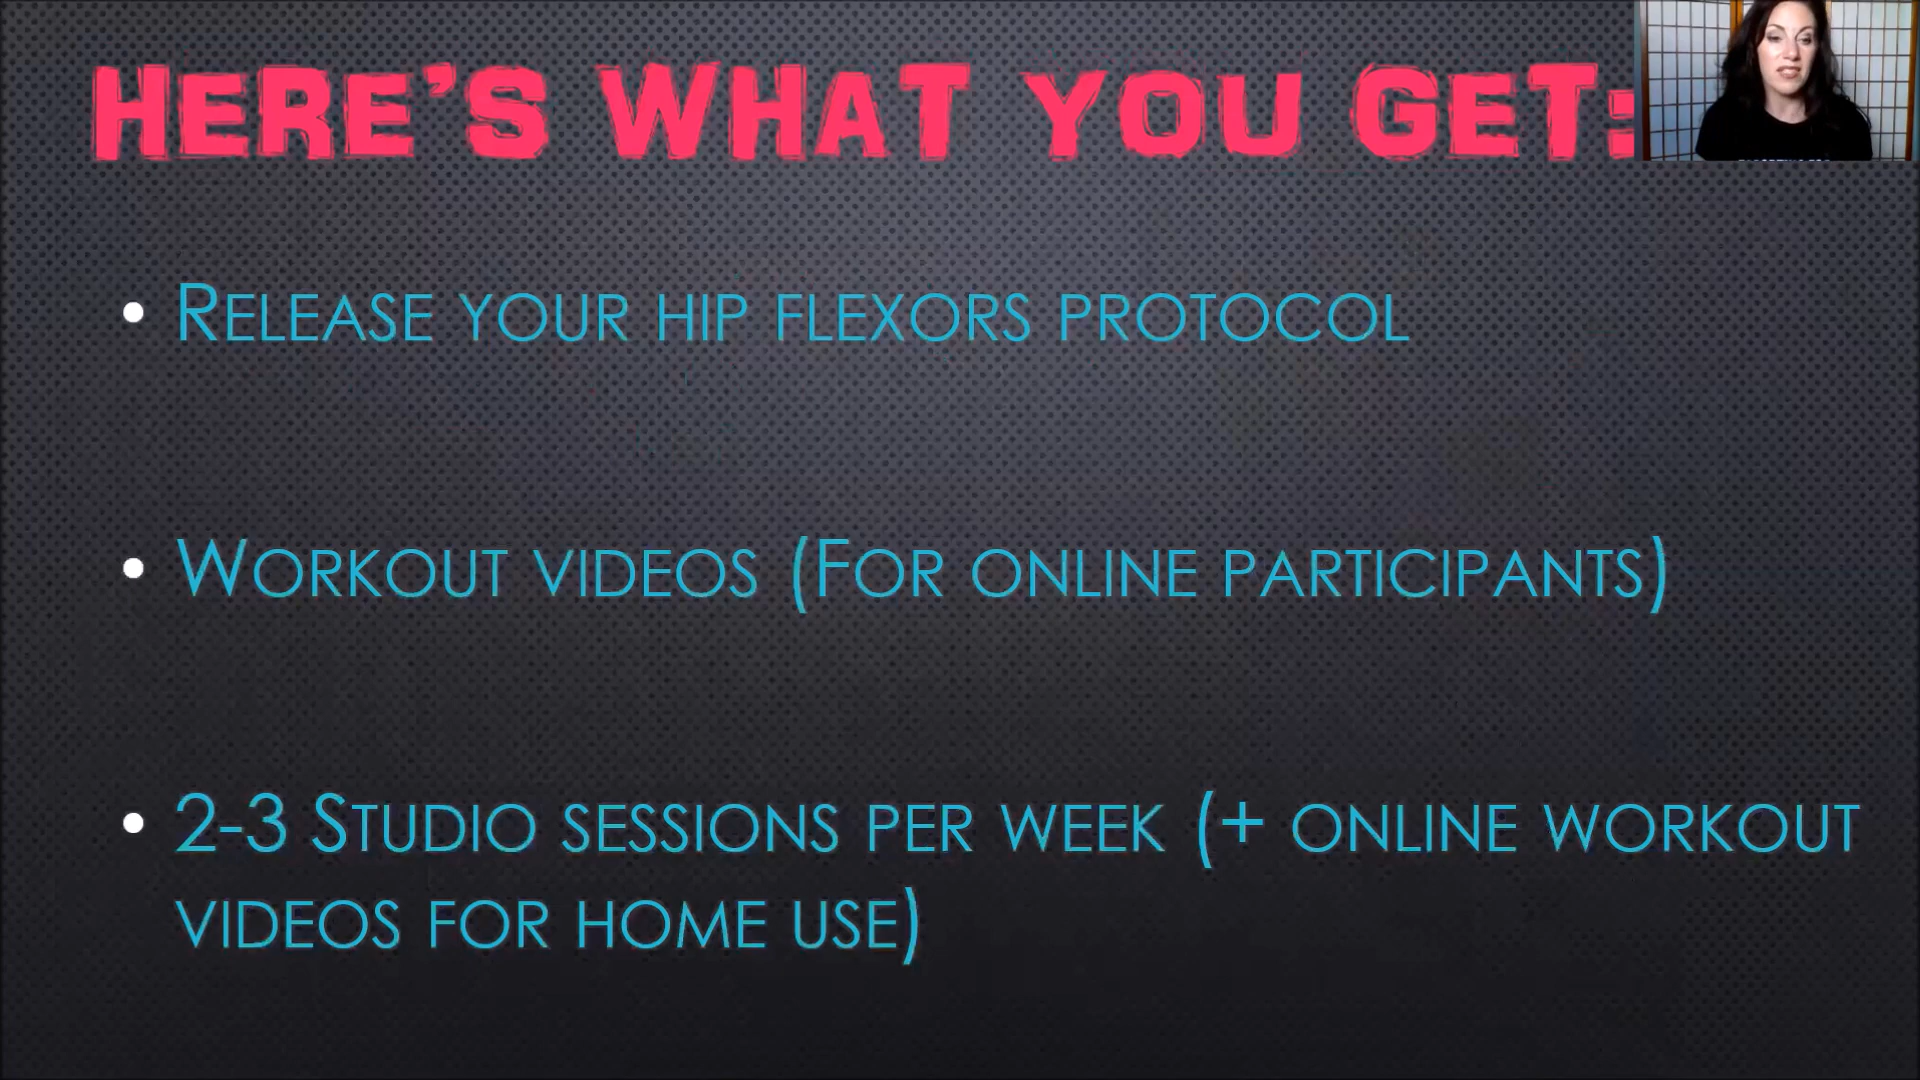 HERE'S WHAT YOU GET:
• RELEASE YOUR HIP FLEXORS PROTOCOL
• WORKOUT VIDEOS (FOR ONLINE PARTICIPANTS)
• 2-3 STUDIO SESSIONS PER WEEK (+ ONLINE WORKOUT
VIDEOS FOR HOME USE)